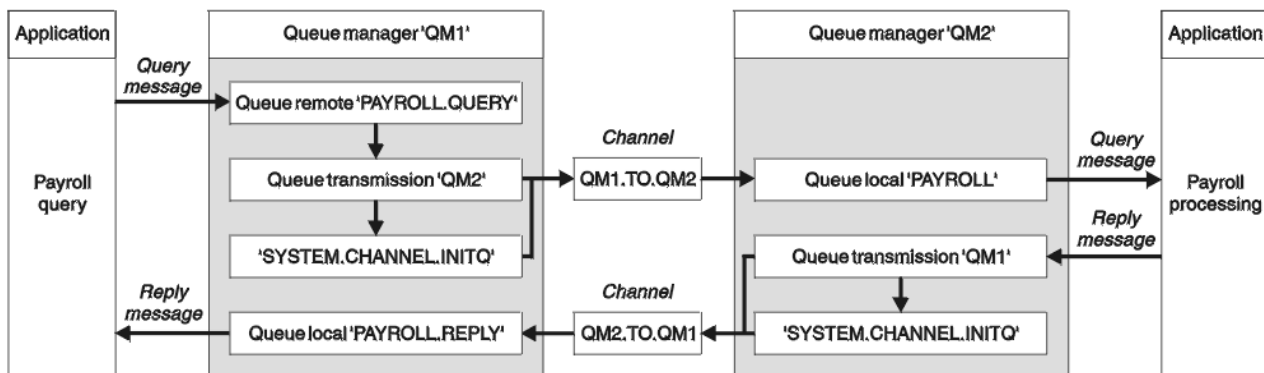 Application
Queue manager 'QM1'
Queue manager 'QM2'
Application
Query
message
Queue remote 'PAYROLL.QUERY'
Channel
Query
message
Payroll
query
Queue transmission 'QM2'
QM1.TO.QM2
Queue local 'PAYROLL'
Payroll
processing
'SYSTEM.CHANNEL.INITQ'
Queue transmission 'QM1'
Reply
message
Reply
message
Queue local 'PAYROLL.REPLY'
Channel
QM2.TO.QM1
'SYSTEM.CHANNEL.INITQ'